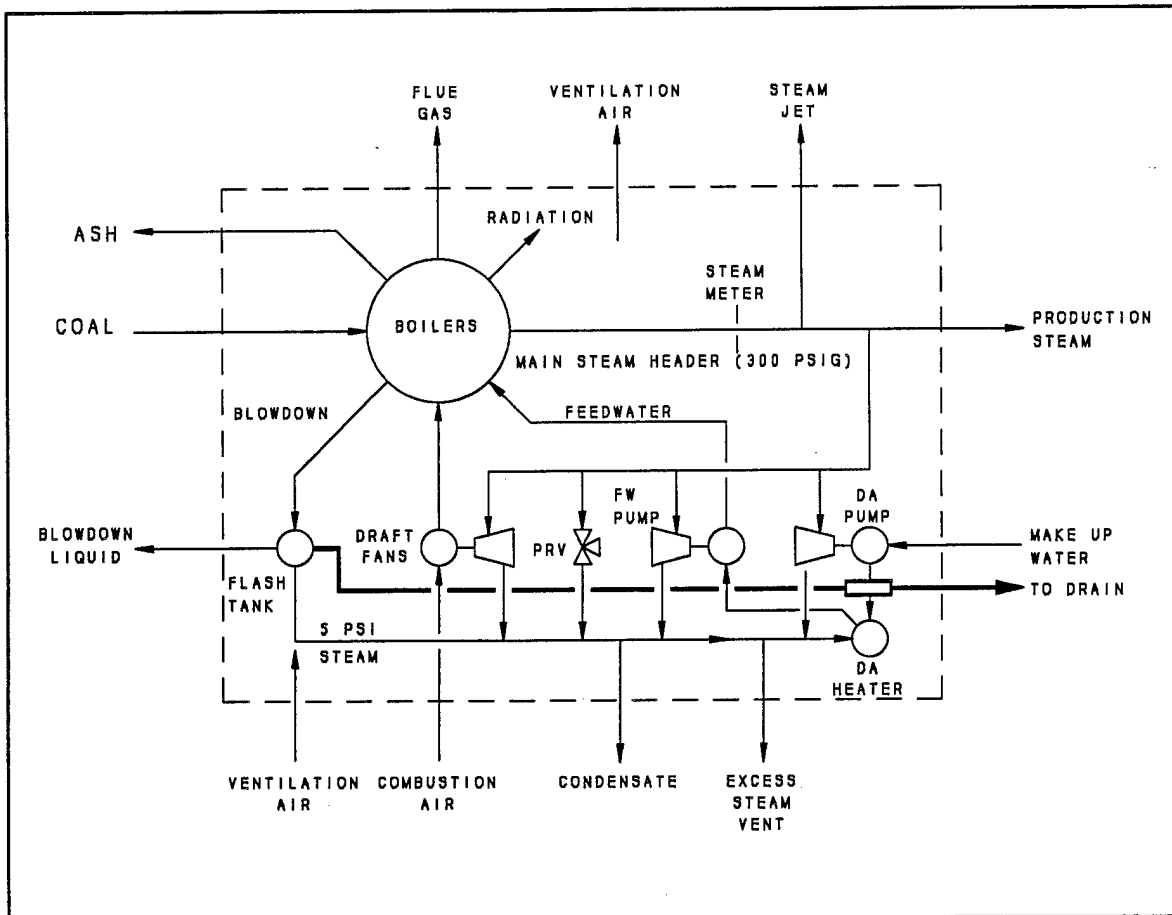 FLUE
GAS
VENTILATION
AIR
STEAM
JET
ASH
RADIATION
STEAM
METER
COAL
BOILERS
PRODUCTION
STEAM
MAIN STEAM HEADER (300 PSIG)
BLOWDOWN
FEEDWATER
FW
PUMP
DA
PUMP
BLOWDOWN
LIQUID
DRAFT
FANS
PRV
MAKE UP
WATER
FLASH
TANK
TO DRAIN
5 PSI
STEAM
DA
HEATER
VENTILATION
AIR
COMBUSTION
AIR
CONDENSATE
EXCESS
STEAM
VENT